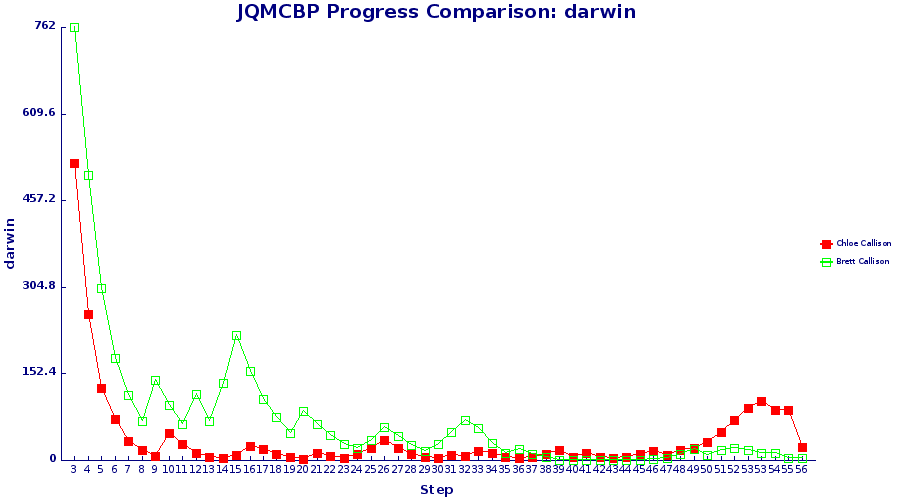 JQMCBP Progress Comparison: darwin
762
609.6
457.2
304.8
152.4
0
darwin
3 4 5 6 7 8 9 10 11 12 13 14 15 16 17 18 19 20 21 22 23 24 25 26 27 28 29 30 31 32 33 34 35 36 37 38 39 40 41 42 43 44 45 46 47 48 49 50 51 52 53 53 54 55 56
Step
Chloe Callison
Brett Callison